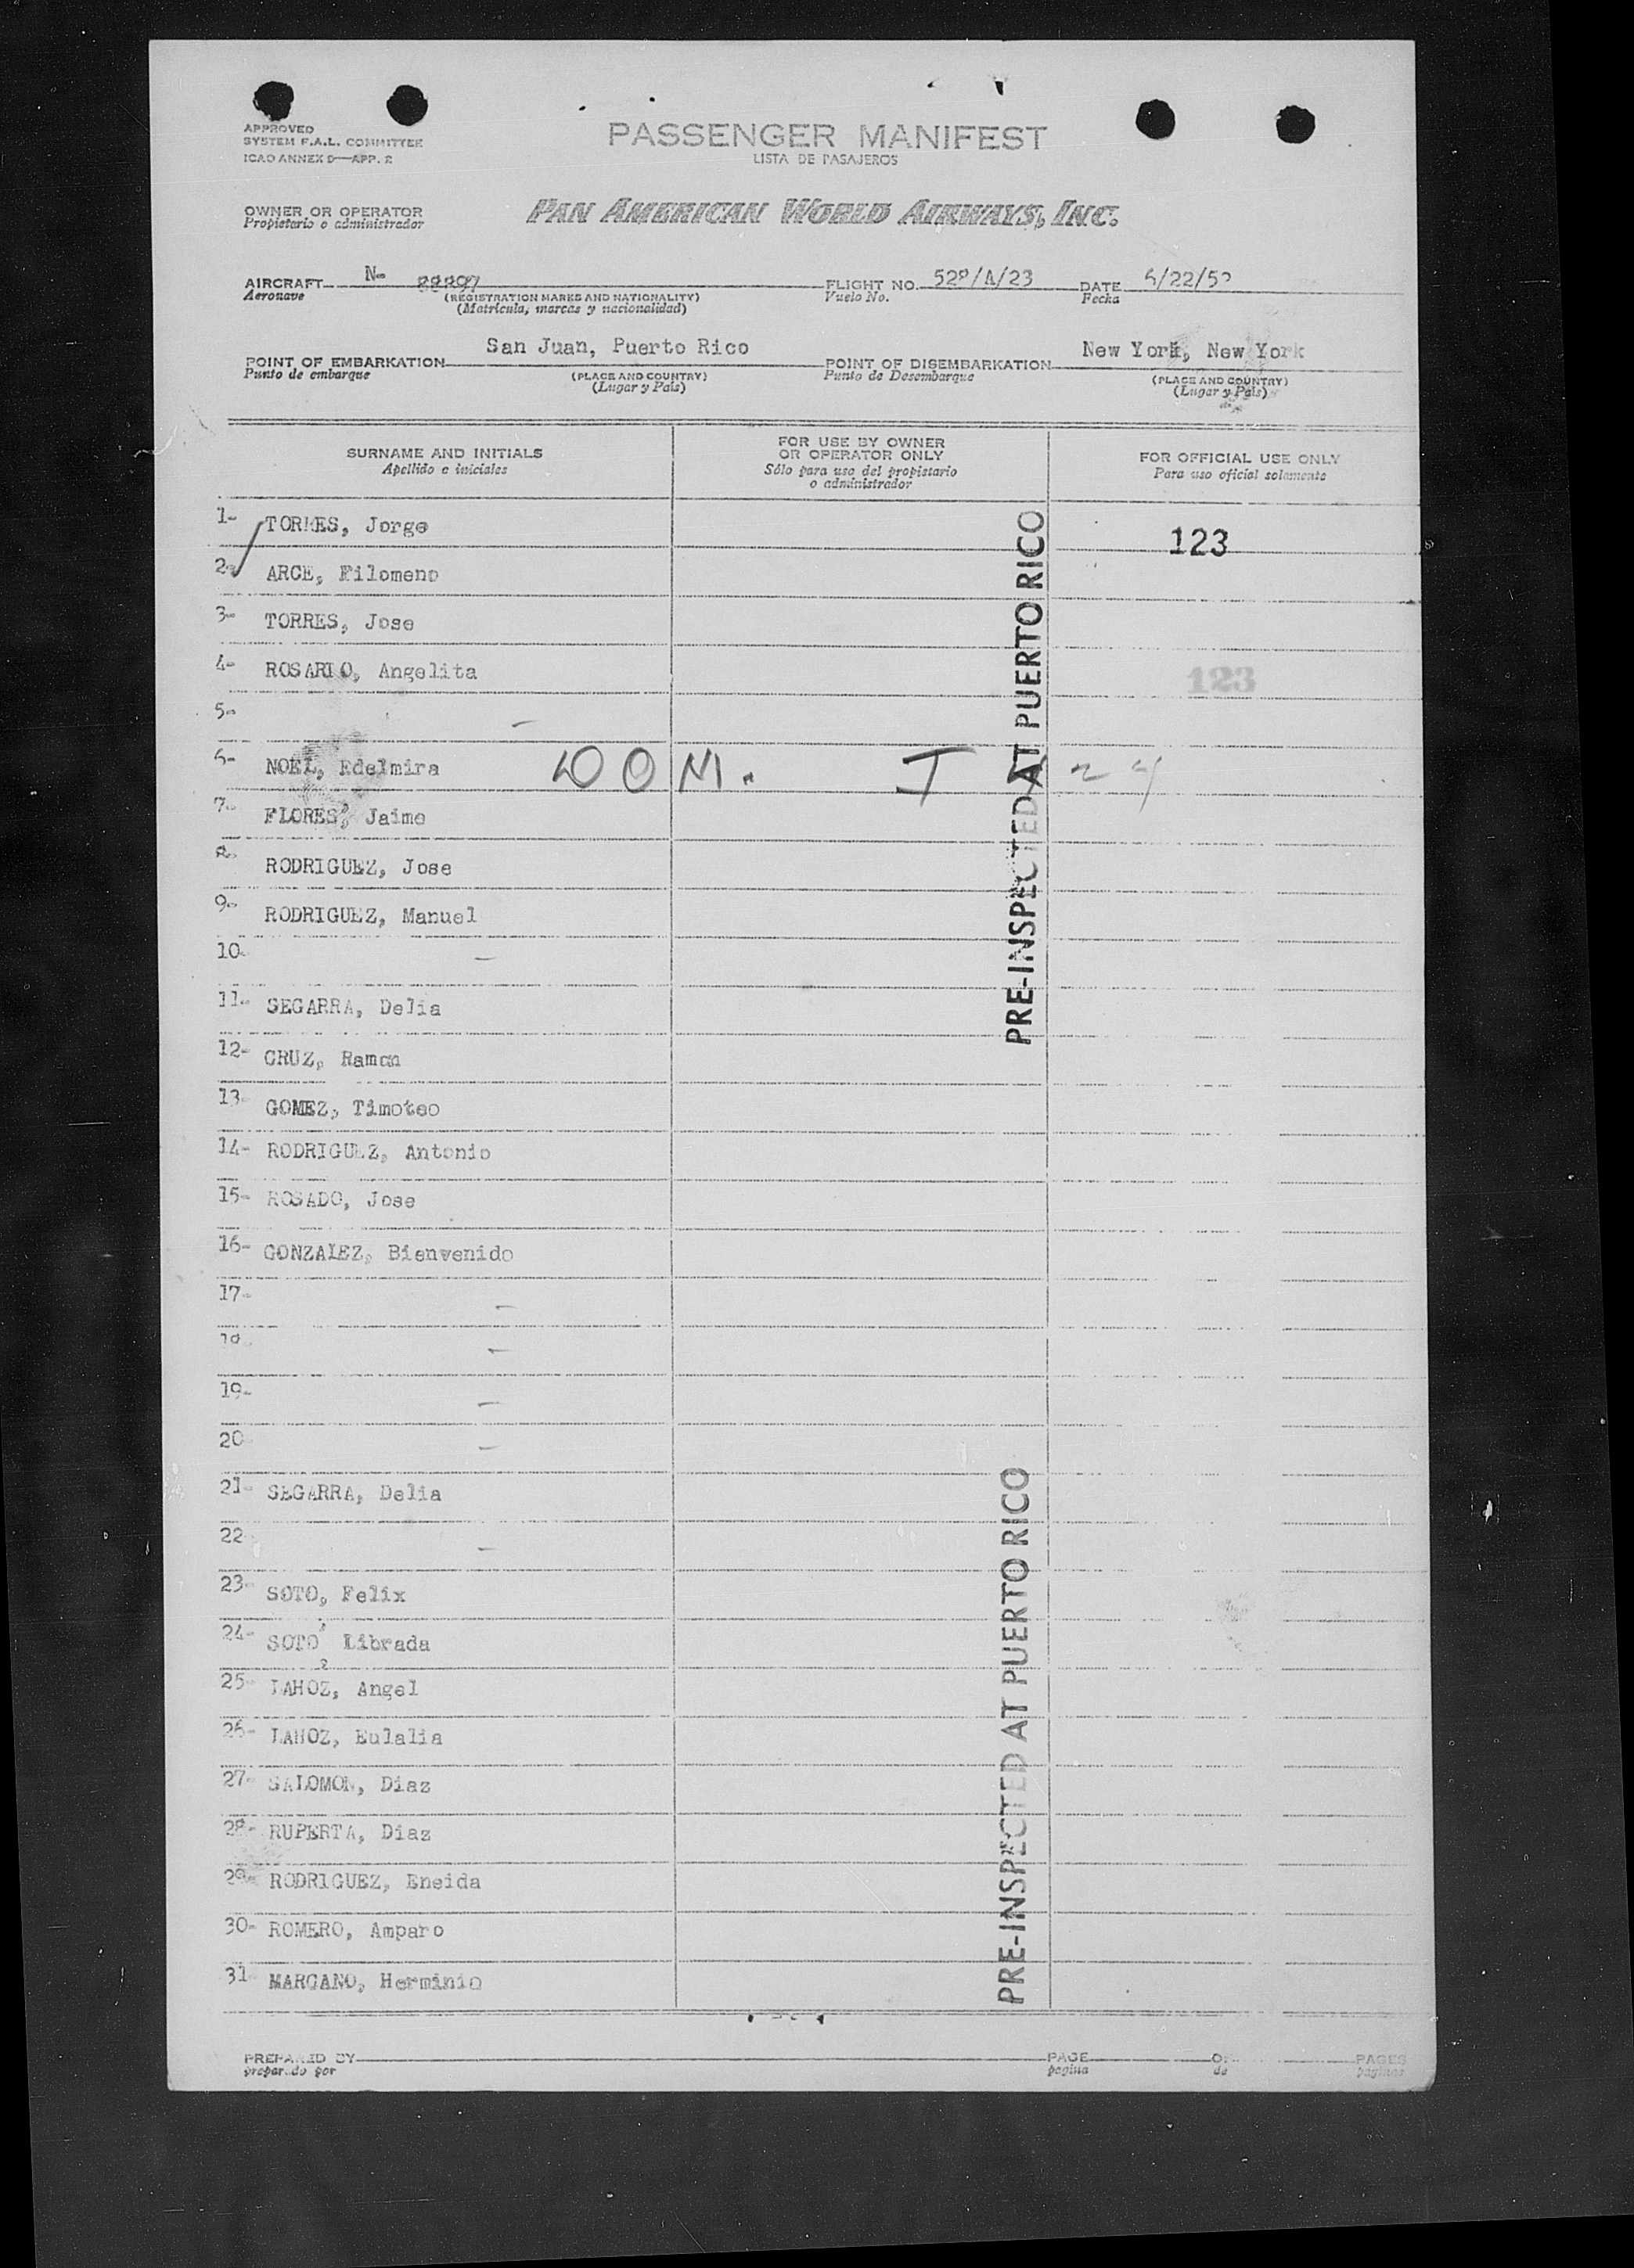 APPROVED
SYSTEM F.A.L. COMMITTEE
ICAO ANNEX 9—APP. 2
PASSENGER MANIFEST
LISTA DE PASAJEROS
OWNER OR OPERATOR
Propietario o administrador
PAN AMERICAN WORLD AIRWAYS, INC.
AIRCRAFT N-
Aeronave
(REGISTRATION MARKS AND NATIONALITY)
(Matrícula, marcas y nacionalidad)
FLIGHT NO. 528/A/23
Vuelo No.
DATE
Fecha
POINT OF EMBARKATION San Juan, Puerto Rico
Punto de embarque
(PLACE AND COUNTRY)
(Lugar y País)
POINT OF DISEMBARKATION New York, New York
Punto de Desembarque
(PLACE AND COUNTRY)
(Lugar y País)
SURNAME AND INITIALS
Apellido e iniciales
FOR USE BY OWNER
OR OPERATOR ONLY
Sólo para uso del propietario
o administrador
FOR OFFICIAL USE ONLY
Para uso oficial solamente
1- TORRES, Jorge
123
2- ARCE, Filomeno
3- TORRES, Jose
4- ROSARIO, Angelita
123
5- -
6- NOEL, Edelmira
7- FLORES, Jaime
8- RODRIGUEZ, Jose
9- RODRIGUEZ, Manuel
10- -
11- SEGARRA, Delia
12- CRUZ, Ramon
13- GOMEZ, Timoteo
14- RODRIGUEZ, Antonio
15- ROSADO, Jose
16- GONZALEZ, Bienvenido
17- -
18- -
19- -
20- -
21- SEGARRA, Delia
22- -
23- SOTO, Felix
24- SOTO, Librada
25- LAHOZ, Angel
26- LAHOZ, Eulalia
27- SALOMON, Diaz
28- RUPERTA, Diaz
29- RODRIGUEZ, Eneida
30- ROMERO, Amparo
31- MARCANO, Herminio
PRE-INSPECTED AT PUERTO RICO
PRE-INSPECTED AT PUERTO RICO
PREPARED BY
preparado por
PAGE
pagina
OF
de
PAGES
paginas